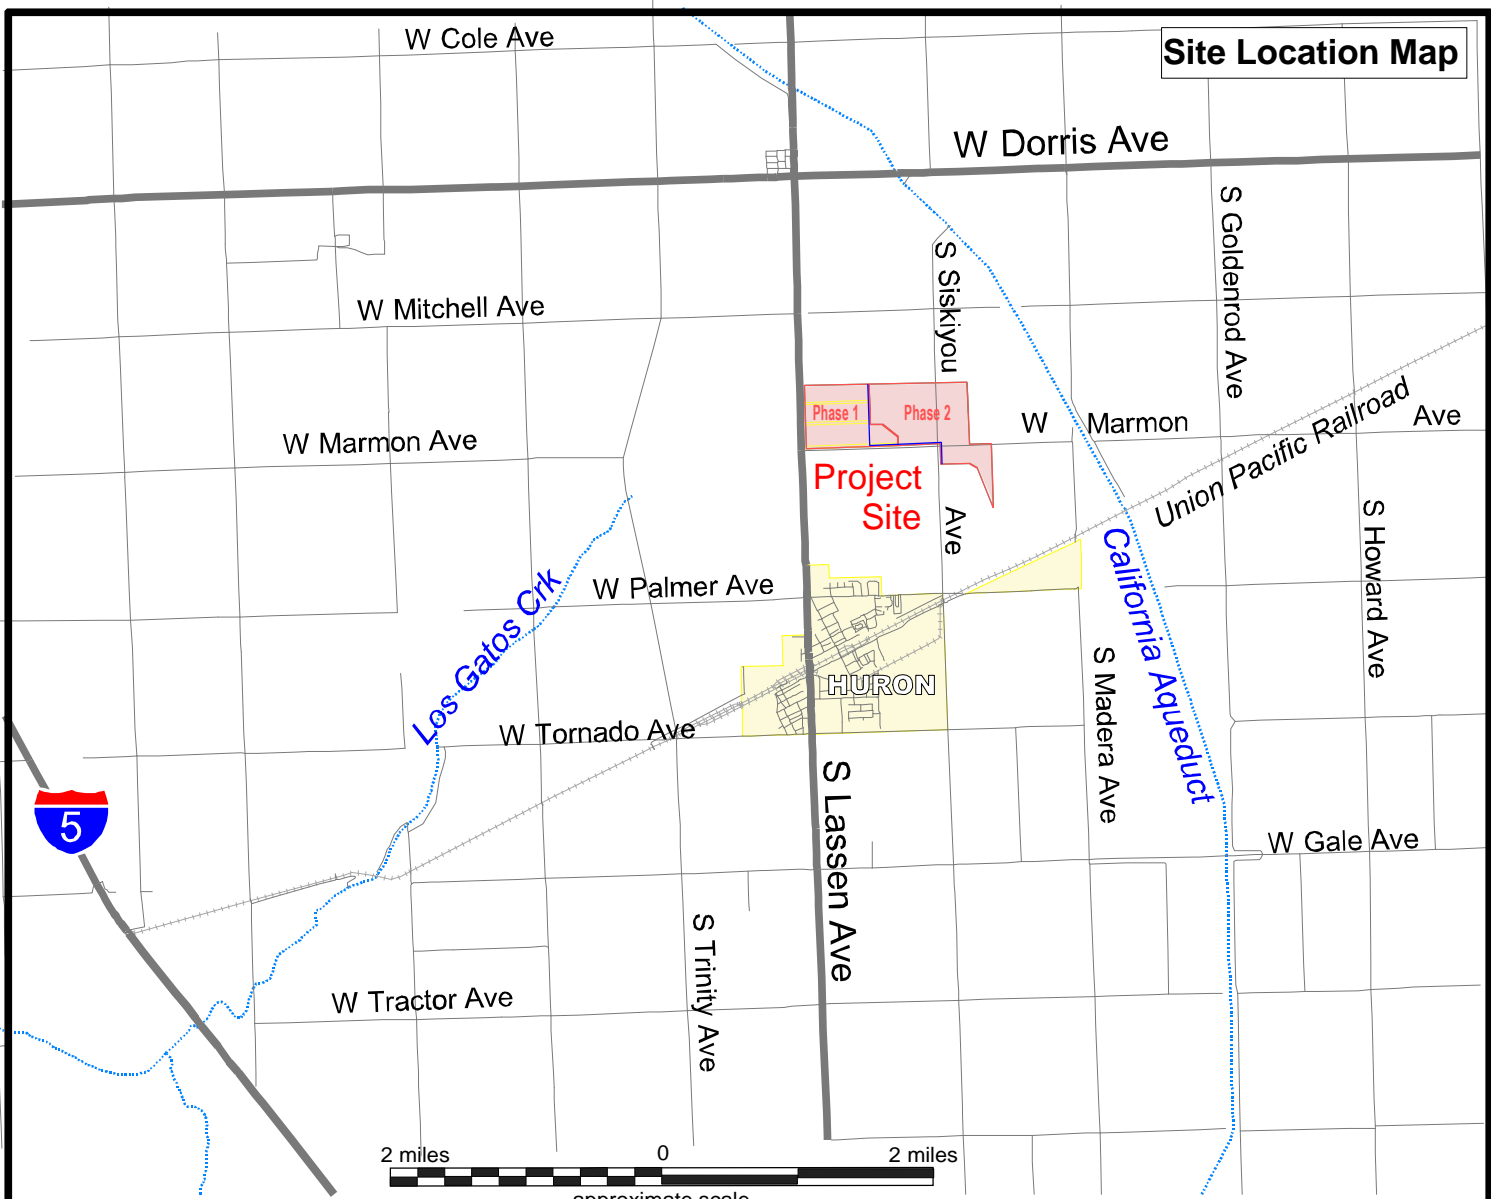 W Cole Ave
Site Location Map
W Dorris Ave
S Goldenrod Ave
S Siskiyou
W Mitchell Ave
Phase 1
Phase 2
W Marmon Ave
W Marmon
Ave
Union Pacific Railroad
Project
Site
Ave
S Howard Ave
California Aqueduct
W Palmer Ave
Los Gatos Crk
S Madera Ave
HURON
W Tornado Ave
S Lassen Ave
5
W Gale Ave
S Trinity Ave
W Tractor Ave
2 miles 0 2 miles
approximate scale